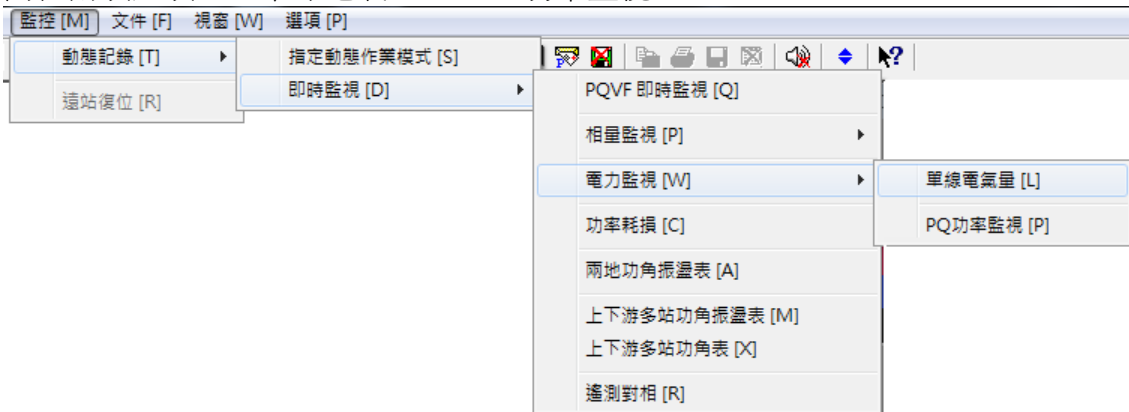 監控 [M] 文件 [F] 視窗 [W] 選項 [P]
動態記錄 [T]
遠站復位 [R]
指定動態作業模式 [S]
即時監視 [D]
PQVF 即時監視 [Q]
相量監視 [P]
電力監視 [W]
功率耗損 [C]
兩地功角振盪表 [A]
上下游多站功角振盪表 [M]
上下游多站功角表 [X]
遙測對相 [R]
單線電氣量 [L]
PQ功率監視 [P]